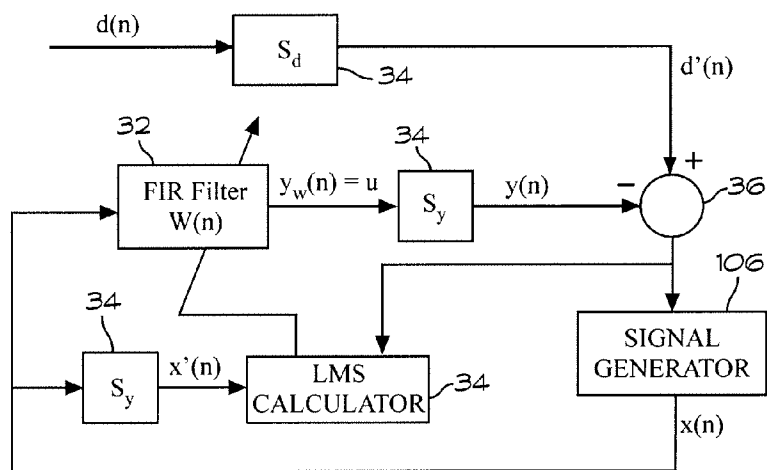 d(n)
S_d
34
d'(n)
32
FIR Filter
W(n)
y_w(n) = u
34
S_y
y(n)
−
+
36
106
34
S_y
x'(n)
LMS
CALCULATOR
34
SIGNAL
GENERATOR
x(n)